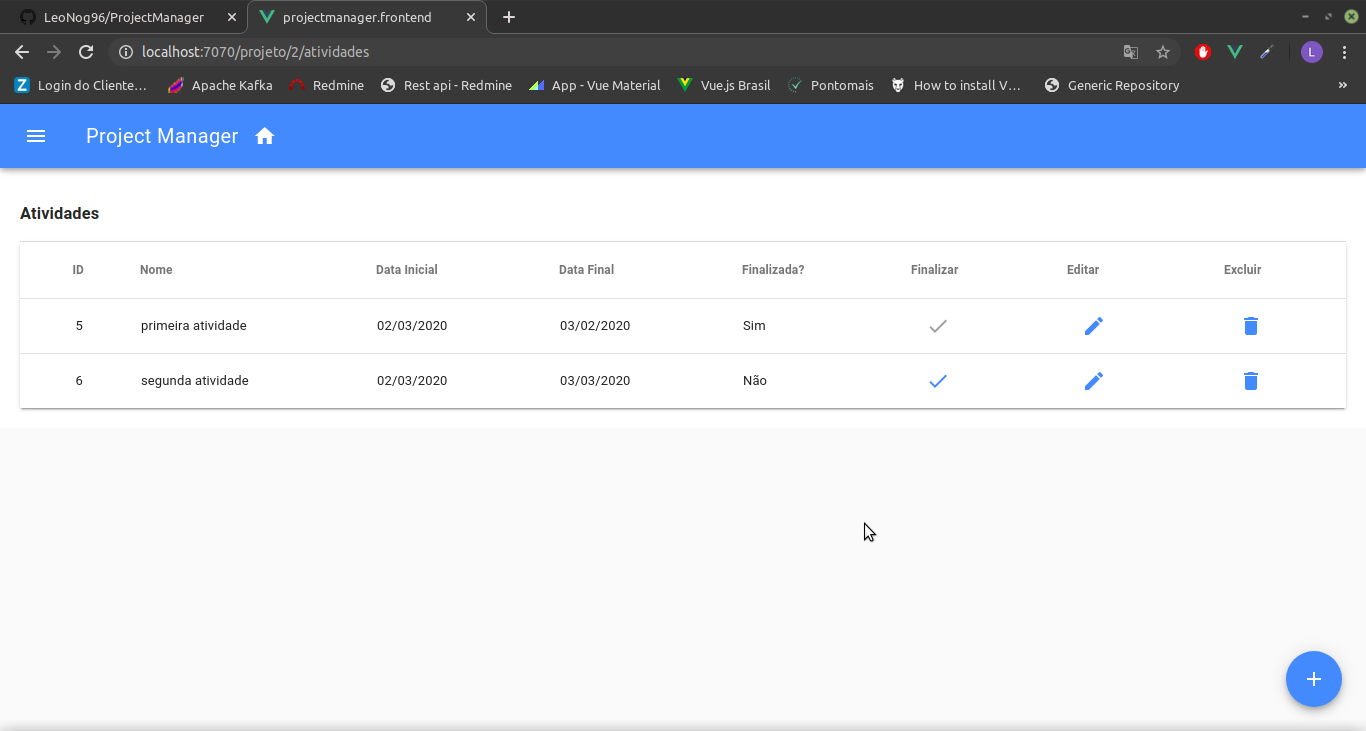 LeoNog96/ProjectManager projectmanager.frontend
localhost:7070/projeto/2/atividades L
Z Login do Cliente... Apache Kafka Redmine Rest api - Redmine App - Vue Material Vue.js Brasil Pontomais How to install V... Generic Repository »
Project Manager
Atividades
ID Nome Data Inicial Data Final Finalizada? Finalizar Editar Excluir
5 primeira atividade 02/03/2020 03/02/2020 Sim
6 segunda atividade 02/03/2020 03/03/2020 Não